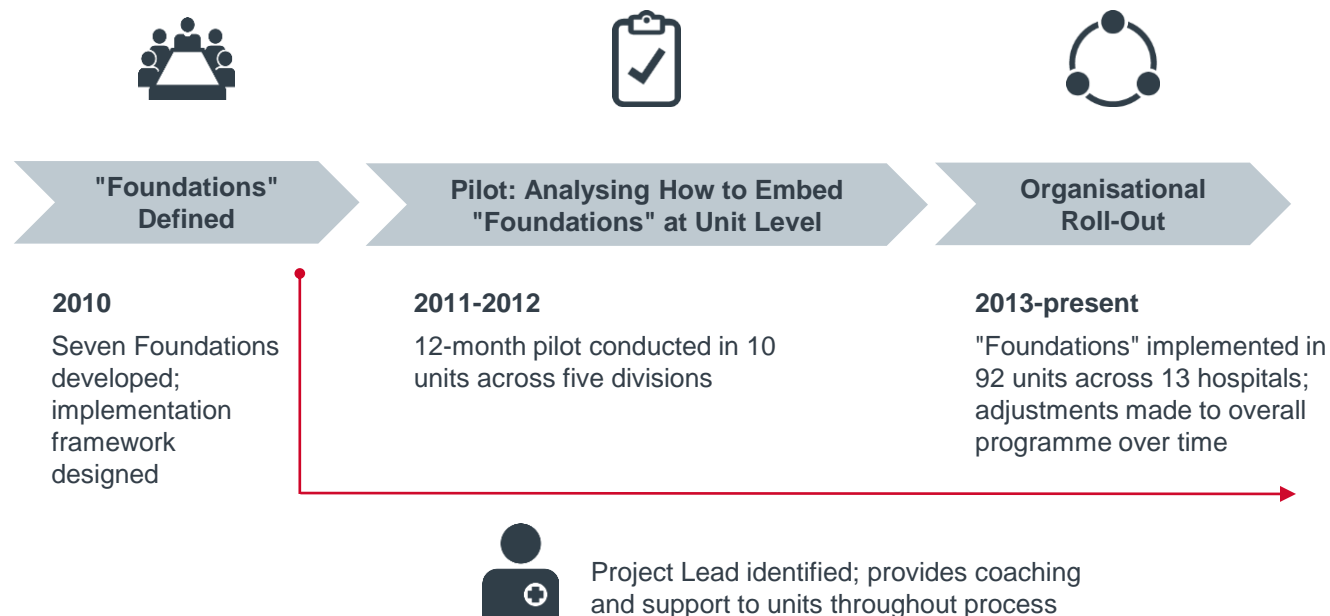 "Foundations"
Defined
Pilot: Analysing How to Embed
"Foundations" at Unit Level
Organisational
Roll-Out
2010
Seven Foundations
developed;
implementation
framework
designed
2011-2012
12-month pilot conducted in 10
units across five divisions
2013-present
"Foundations" implemented in
92 units across 13 hospitals;
adjustments made to overall
programme over time
Project Lead identified; provides coaching
and support to units throughout process